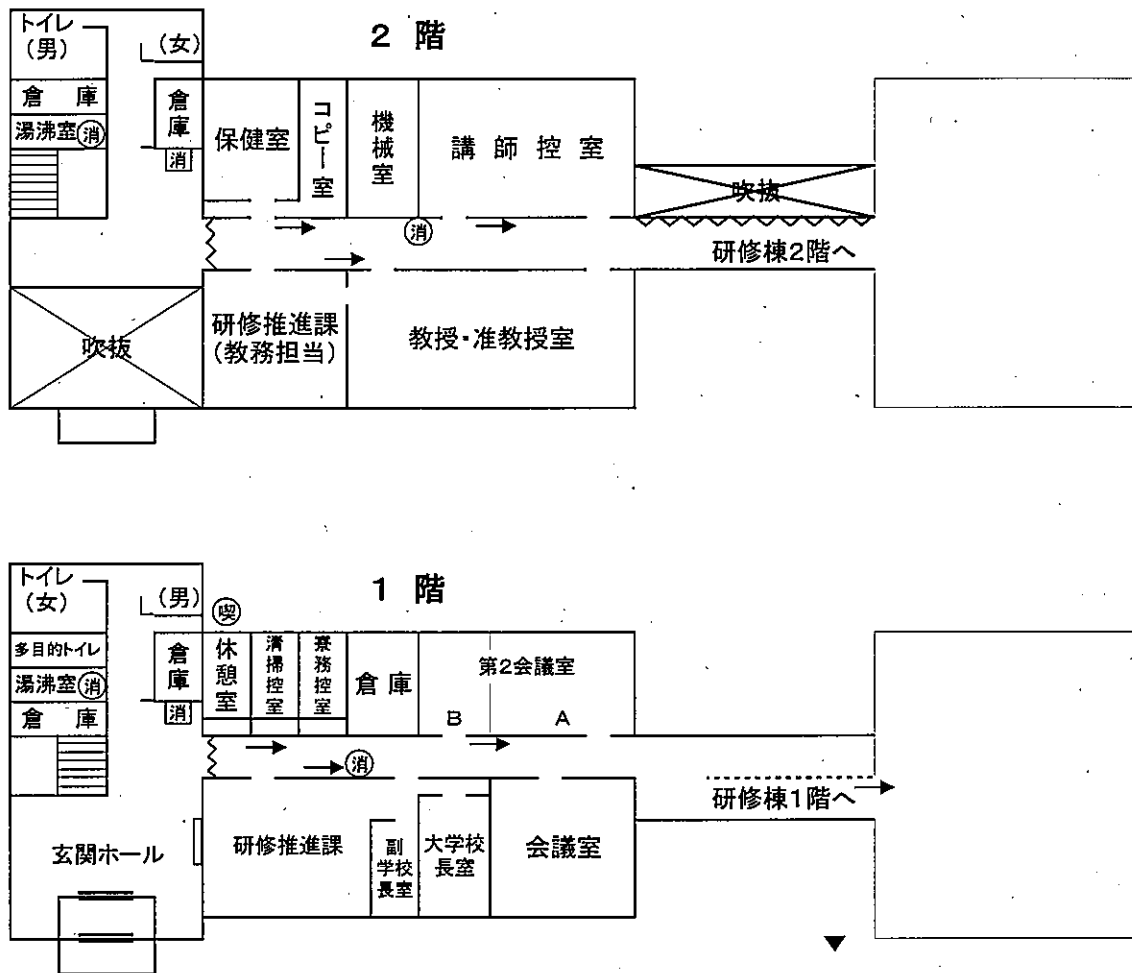 2 階
トイレ
(男)
(女)
倉 庫
湯沸室 消
倉庫
消
保健室
コピー室
機械室
講 師 控 室
吹抜
消
研修棟2階へ
吹抜
研修推進課
(教務担当)
教授・准教授室
1 階
トイレ
(女)
(男)
喫
多目的トイレ
湯沸室 消
倉 庫
倉庫
消
休憩室
清掃控室
寮務控室
倉 庫
第2会議室
B
A
消
研修棟1階へ
玄関ホール
研修推進課
副学校長室
大学校
長室
会議室